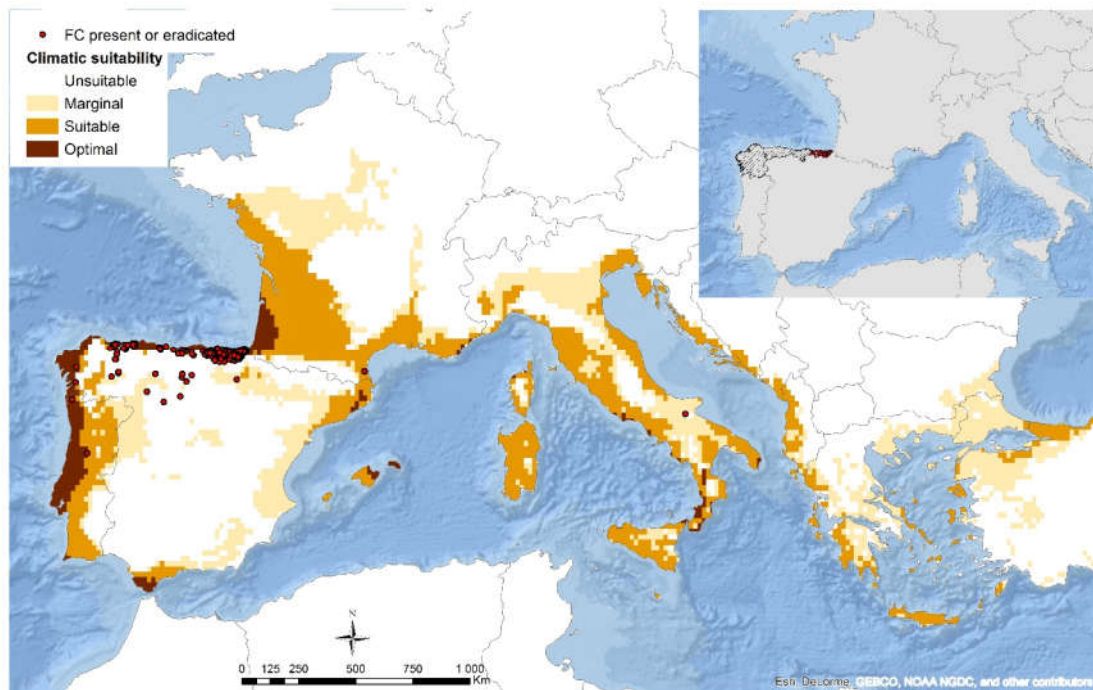 FC present or eradicated
Climatic suitability
Unsuitable
Marginal
Suitable
Optimal
N
0 125 250 500 750 1 000
Km
Esri, DeLorme, GEBCO, NOAA NGDC, and other contributors